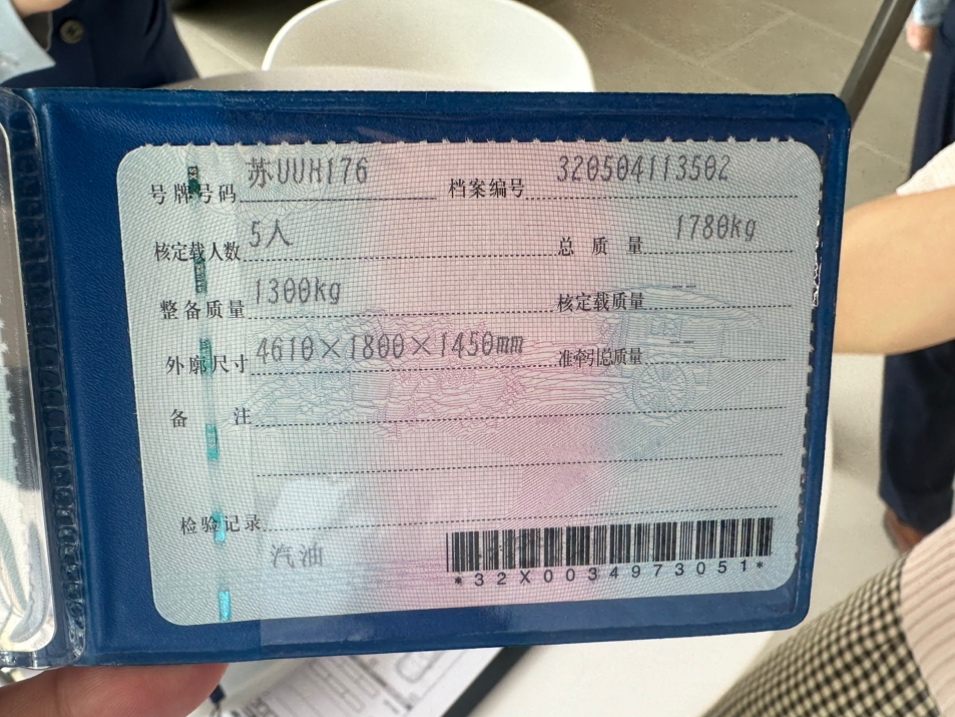 号牌号码 苏UUH176 档案编号 320504113502
核定载人数 5人 总质量 1780kg
整备质量 1300kg 核定载质量 --
外廓尺寸 4610×1800×1450mm 准牵引总质量 --
备注
检验记录
汽油
*32X0034973051*